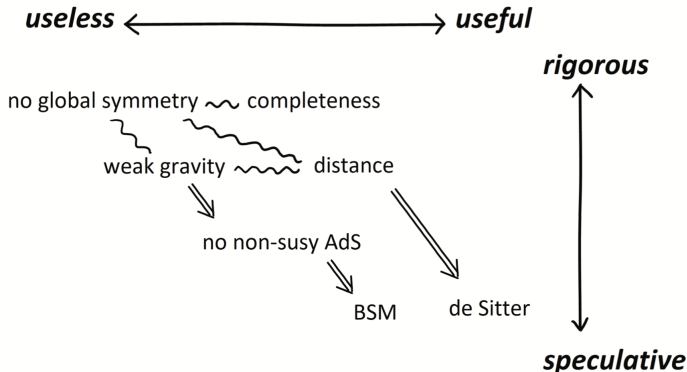 useless useful
rigorous
no global symmetry completeness
weak gravity distance
no non-susy AdS
BSM de Sitter
speculative